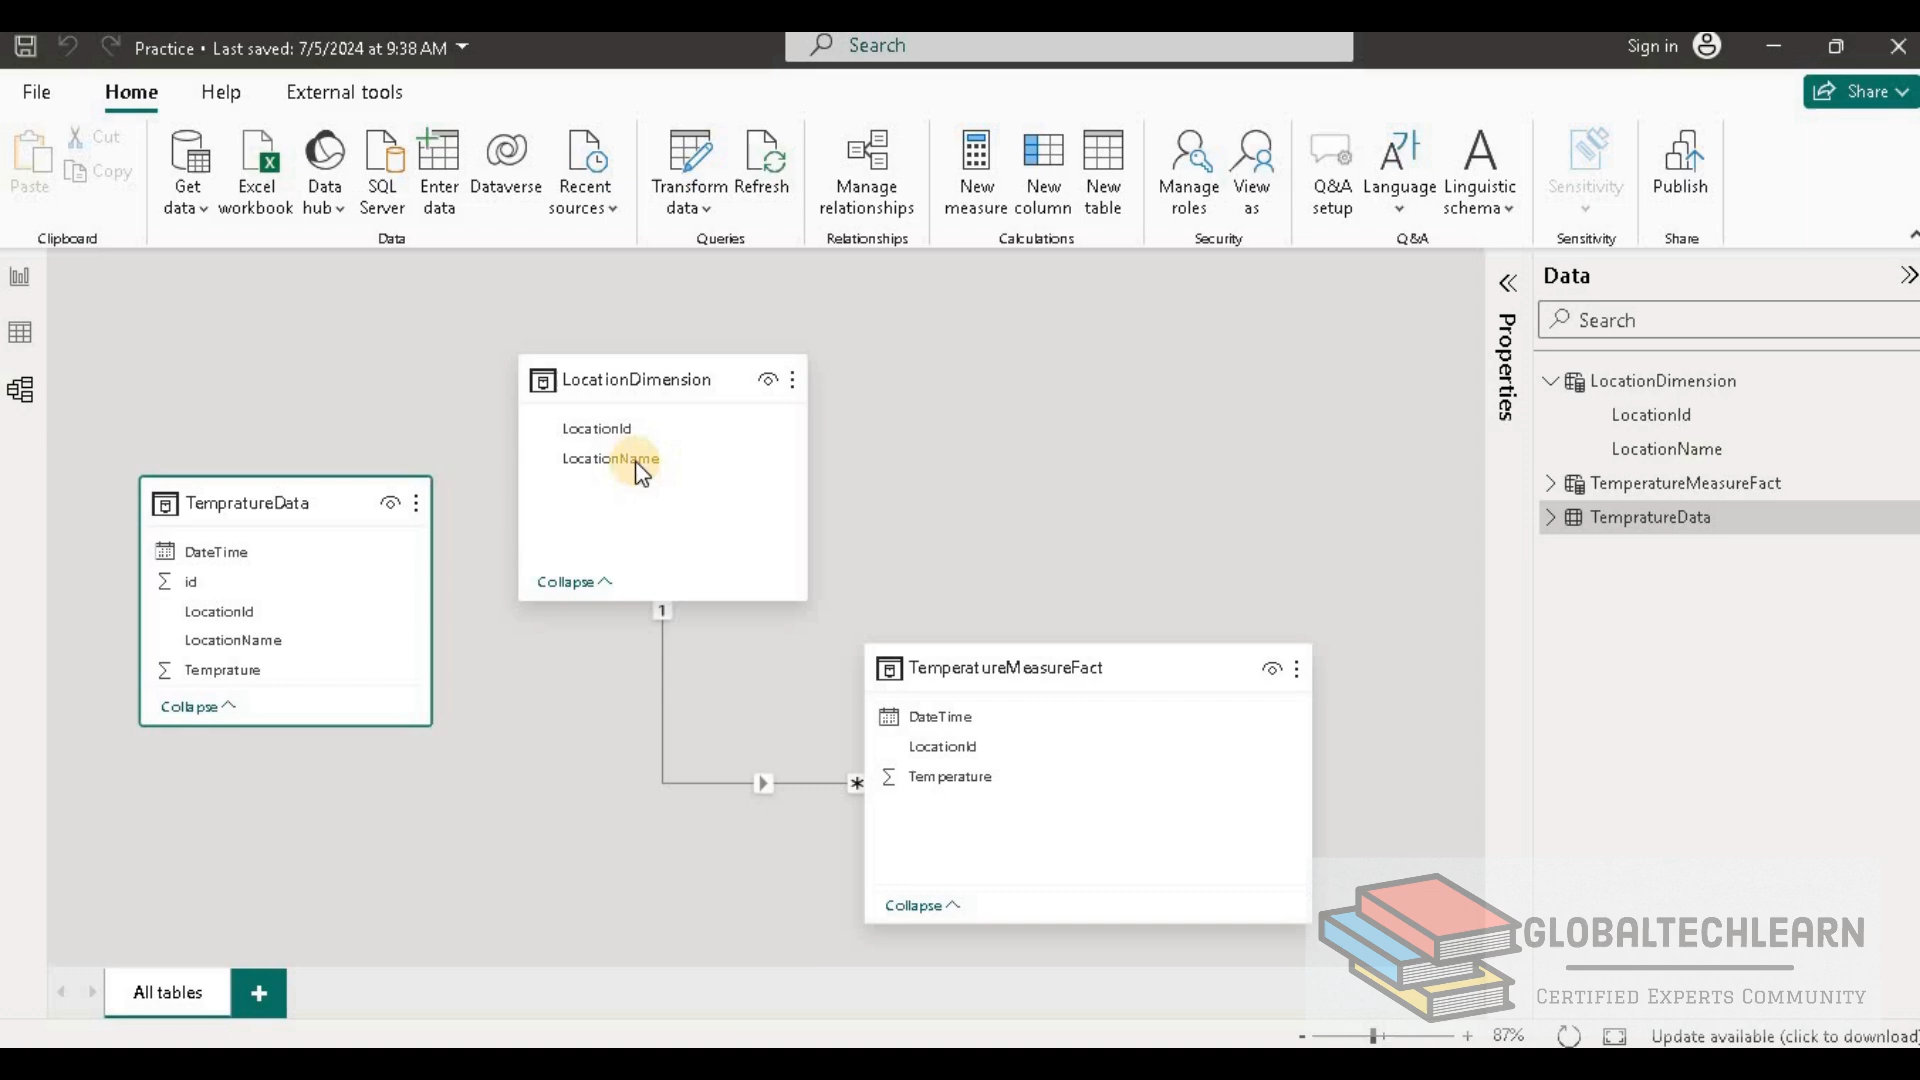 Practice • Last saved: 7/5/2024 at 9:38 AM
Search
Sign in
File
Home
Help
External tools
Share
Paste
Cut
Copy
Clipboard
Get data
Excel workbook
Data hub
SQL Server
Enter data
Dataverse
Recent sources
Data
Transform data
Refresh
Queries
Manage relationships
Relationships
New measure
New column
New table
Calculations
Manage roles
View as
Security
Q&A setup
Language
Linguistic schema
Q&A
Sensitivity
Sensitivity
Publish
Share
TempratureData
DateTime
id
LocationId
LocationName
Temprature
Collapse
LocationDimension
LocationId
LocationName
Collapse
1
*
TemperatureMeasureFact
DateTime
LocationId
Temperature
Collapse
Properties
Data
Search
LocationDimension
LocationId
LocationName
TemperatureMeasureFact
TempratureData
GLOBALTECHLEARN
CERTIFIED EXPERTS COMMUNITY
All tables
+
- + 87%
Update available (click to download)